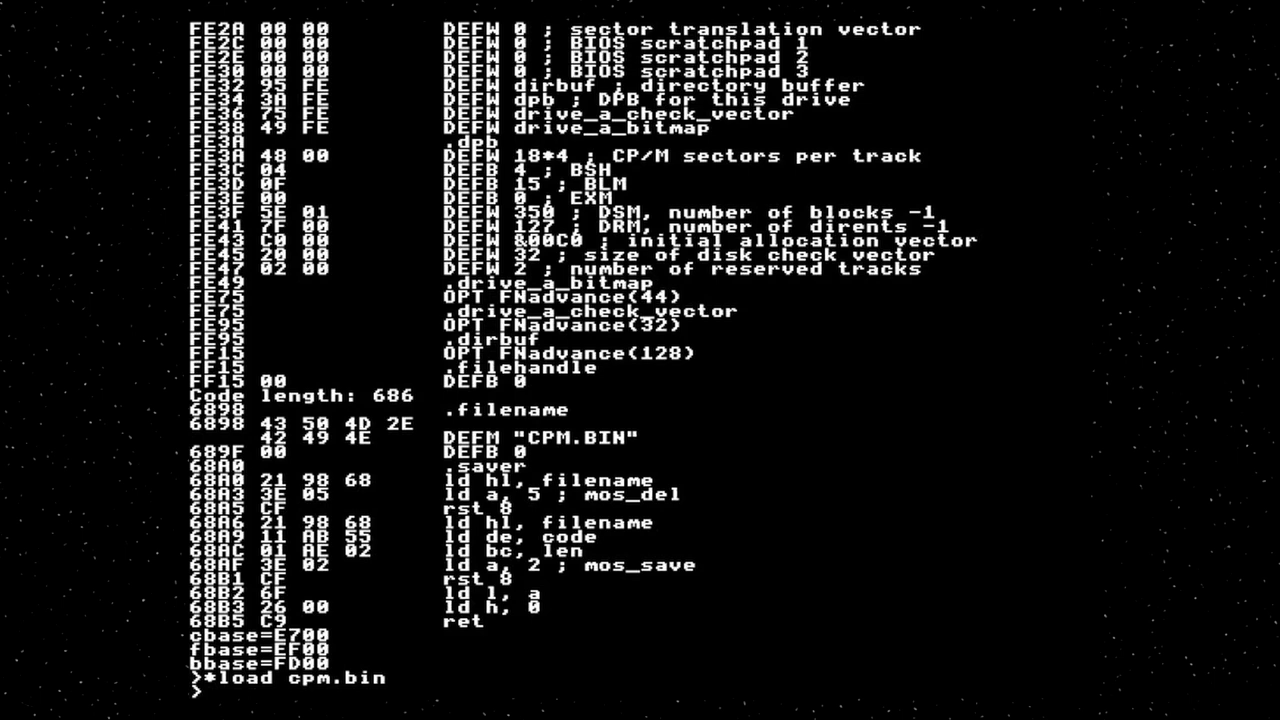 FE2A 00 00 DEFW 0 ; sector translation vector
FE2C 00 00 DEFW 0 ; BIOS scratchpad 1
FE2E 00 00 DEFW 0 ; BIOS scratchpad 2
FE30 00 00 DEFW 0 ; BIOS scratchpad 3
FE32 95 FE DEFW dirbuf ; directory buffer
FE34 3A FE DEFW dpb ; DPB for this drive
FE36 75 FE DEFW drive_a_check_vector
FE38 49 FE DEFW drive_a_bitmap
FE3A .dpb
FE3A 48 00 DEFW 18*4 ; CP/M sectors per track
FE3C 04 DEFB 4 ; BSH
FE3D 0F DEFB 15 ; BLM
FE3E 00 DEFB 0 ; EXM
FE3F 5E 01 DEFW 350 ; DSM, number of blocks -1
FE41 7F 00 DEFW 127 ; DRM, number of dirents -1
FE43 C0 00 DEFW &00C0 ; initial allocation vector
FE45 20 00 DEFW 32 ; size of disk check vector
FE47 02 00 DEFW 2 ; number of reserved tracks
FE49 .drive_a_bitmap
FE75 OPT FNadvance(44)
FE75 .drive_a_check_vector
FE95 OPT FNadvance(32)
FE95 .dirbuf
FF15 OPT FNadvance(128)
FF15 .filehandle
FF15 00 DEFB 0
Code length: 686
6898 .filename
6898 43 50 4D 2E
42 49 4E DEFM "CPM.BIN"
689F 00 DEFB 0
68A0 .saver
68A0 21 98 68 ld hl, filename
68A3 3E 05 ld a, 5 ; mos_del
68A5 CF rst 8
68A6 21 98 68 ld hl, filename
68A9 11 AB 55 ld de, code
68AC 01 AE 02 ld bc, len
68AF 3E 02 ld a, 2 ; mos_save
68B1 CF rst 8
68B2 6F ld l, a
68B3 26 00 ld h, 0
68B5 C9 ret
cbase=E700
fbase=EF00
bbase=FD00
>*load cpm.bin
>